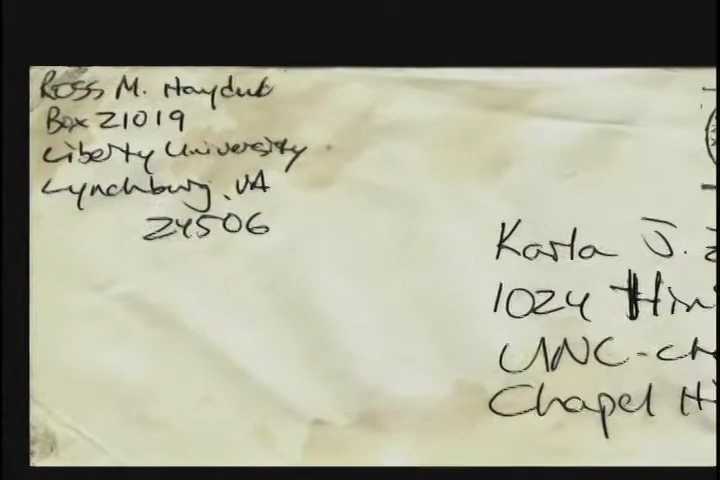 Ross M. Hayduk
Box 21019
Liberty University
Lynchburg, VA
24506
Karla J.
1024
UNC-
Chapel